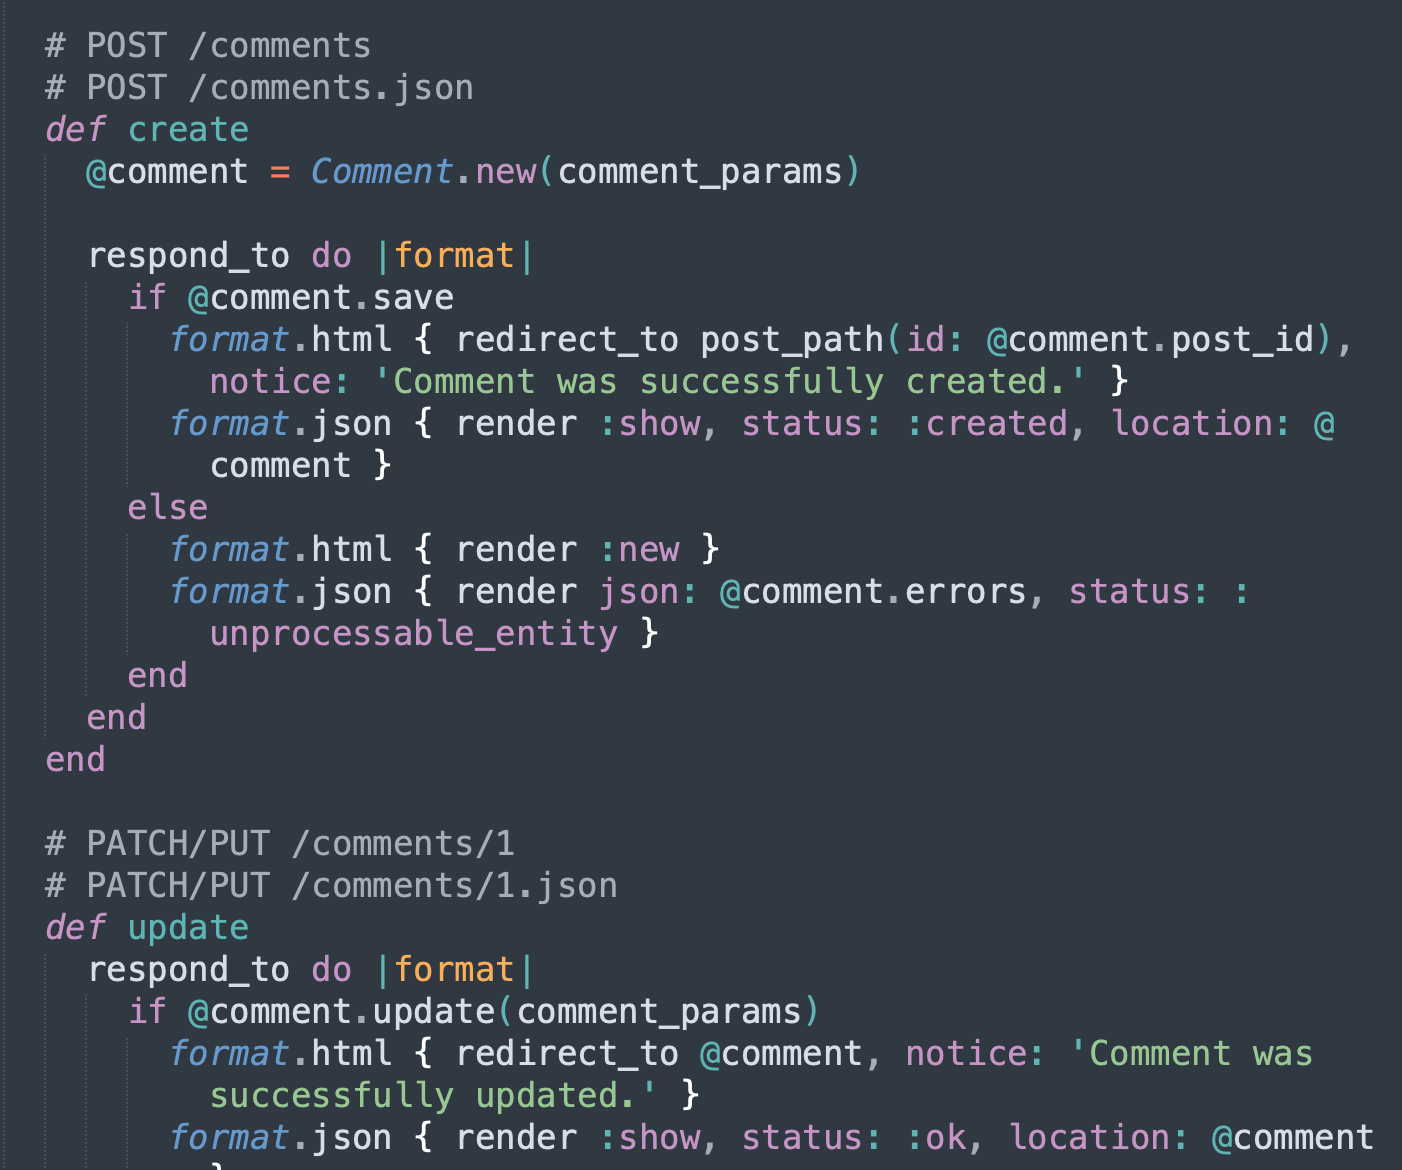 # POST /comments
# POST /comments.json
def create
  @comment = Comment.new(comment_params)

  respond_to do |format|
    if @comment.save
      format.html { redirect_to post_path(id: @comment.post_id),
        notice: 'Comment was successfully created.' }
      format.json { render :show, status: :created, location: @
        comment }
    else
      format.html { render :new }
      format.json { render json: @comment.errors, status: :
        unprocessable_entity }
    end
  end
end

# PATCH/PUT /comments/1
# PATCH/PUT /comments/1.json
def update
  respond_to do |format|
    if @comment.update(comment_params)
      format.html { redirect_to @comment, notice: 'Comment was
        successfully updated.' }
      format.json { render :show, status: :ok, location: @comment
        }